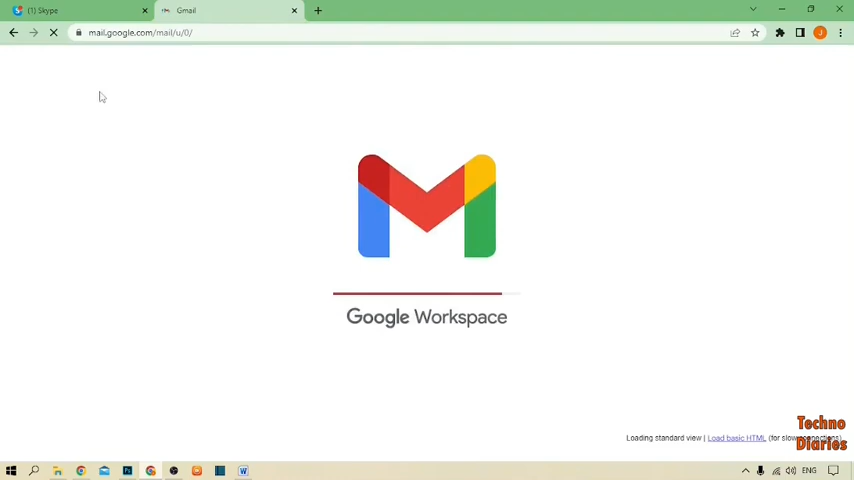 (1) Skype
Gmail
mail.google.com/mail/u/0/
J
Google Workspace
Techno
Diaries
Loading standard view | Load basic HTML (for slow connections)
ENG